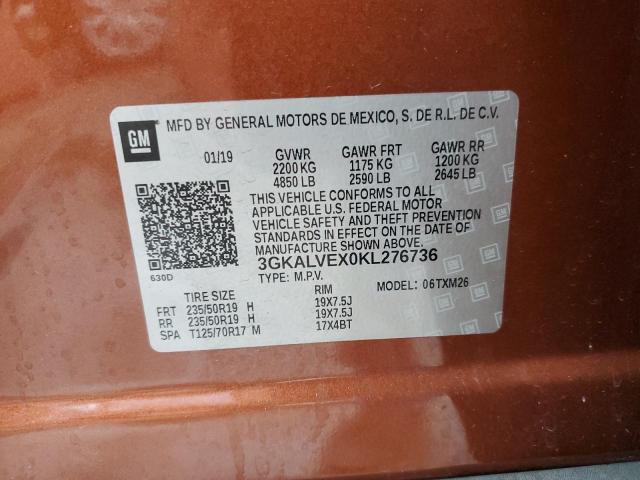 GM
MFD BY GENERAL MOTORS DE MEXICO, S. DE R.L. DE C.V.
01/19 GVWR GAWR FRT GAWR RR
2200 KG 1175 KG 1200 KG
4850 LB 2590 LB 2645 LB
THIS VEHICLE CONFORMS TO ALL
APPLICABLE U.S. FEDERAL MOTOR
VEHICLE SAFETY AND THEFT PREVENTION
STANDARDS IN EFFECT ON THE DATE OF
MANUFACTURE SHOWN ABOVE.
3GKALVEX0KL276736
630D TYPE: M.P.V. MODEL: 06TXM26
TIRE SIZE RIM
FRT 235/50R19 H 19X7.5J
RR 235/50R19 H 19X7.5J
SPA T125/70R17 M 17X4BT